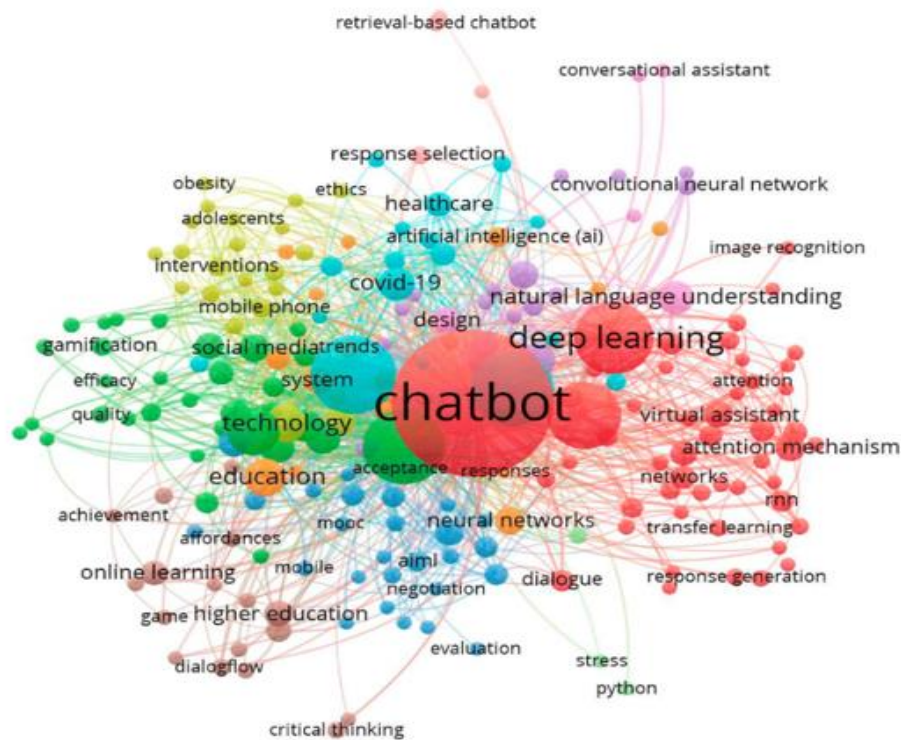 retrieval-based chatbot
conversational assistant
response selection
obesity
ethics
convolutional neural network
healthcare
adolescents
artificial intelligence (ai)
image recognition
interventions
covid-19
natural language understanding
mobile phone
design
deep learning
gamification
social media
trends
efficacy
system
attention
chatbot
quality
technology
virtual assistant
attention mechanism
acceptance
responses
education
networks
rnn
achievement
mooc
neural networks
transfer learning
affordances
online learning
mobile
aiml
dialogue
response generation
negotiation
game
higher education
evaluation
dialogflow
stress
python
critical thinking